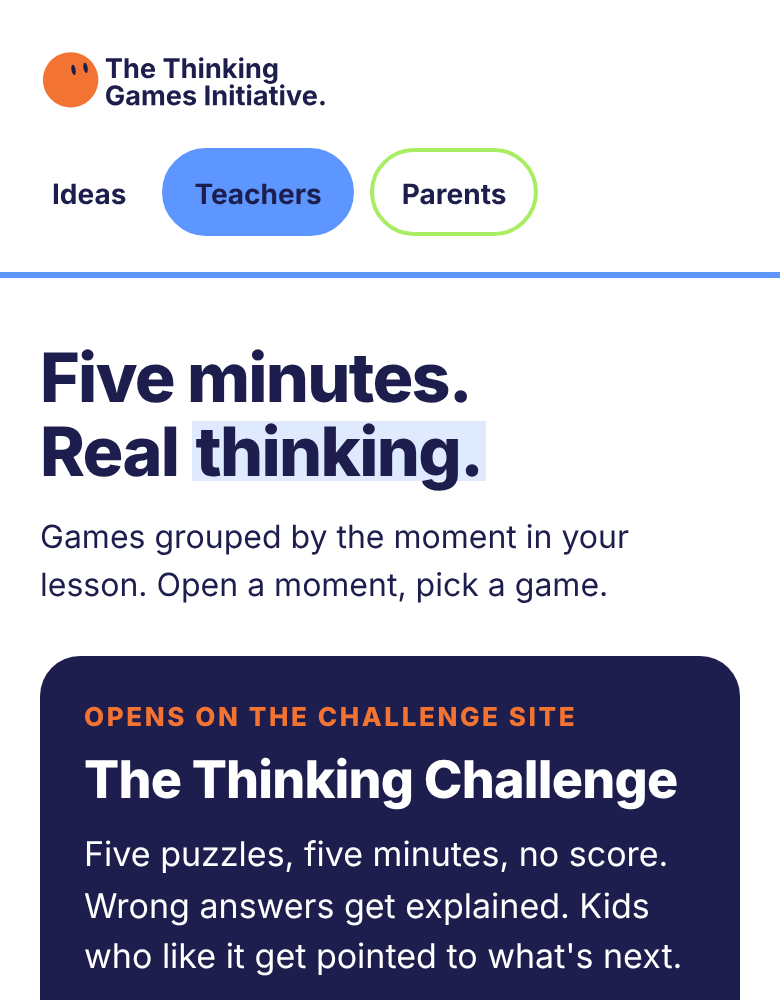 The Thinking
Games Initiative.
Ideas
Teachers
Parents
Five minutes.
Real thinking.
Games grouped by the moment in your
lesson. Open a moment, pick a game.
OPENS ON THE CHALLENGE SITE
The Thinking Challenge
Five puzzles, five minutes, no score.
Wrong answers get explained. Kids
who like it get pointed to what's next.